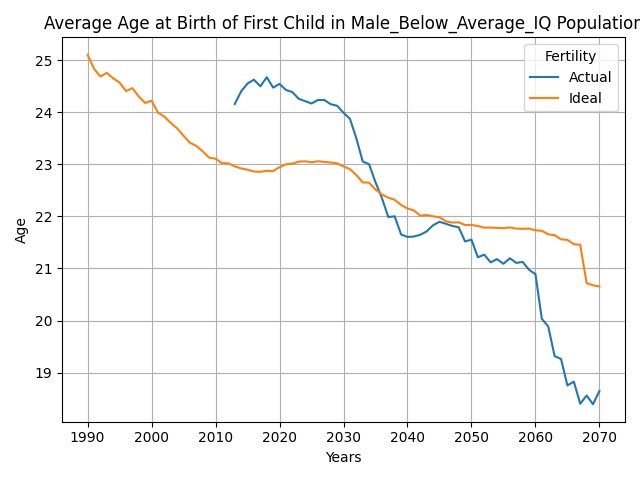 Average Age at Birth of First Child in Male_Below_Average_IQ Population
Fertility
Actual
Ideal
Age
25
24
23
22
21
20
19
1990 2000 2010 2020 2030 2040 2050 2060 2070
Years